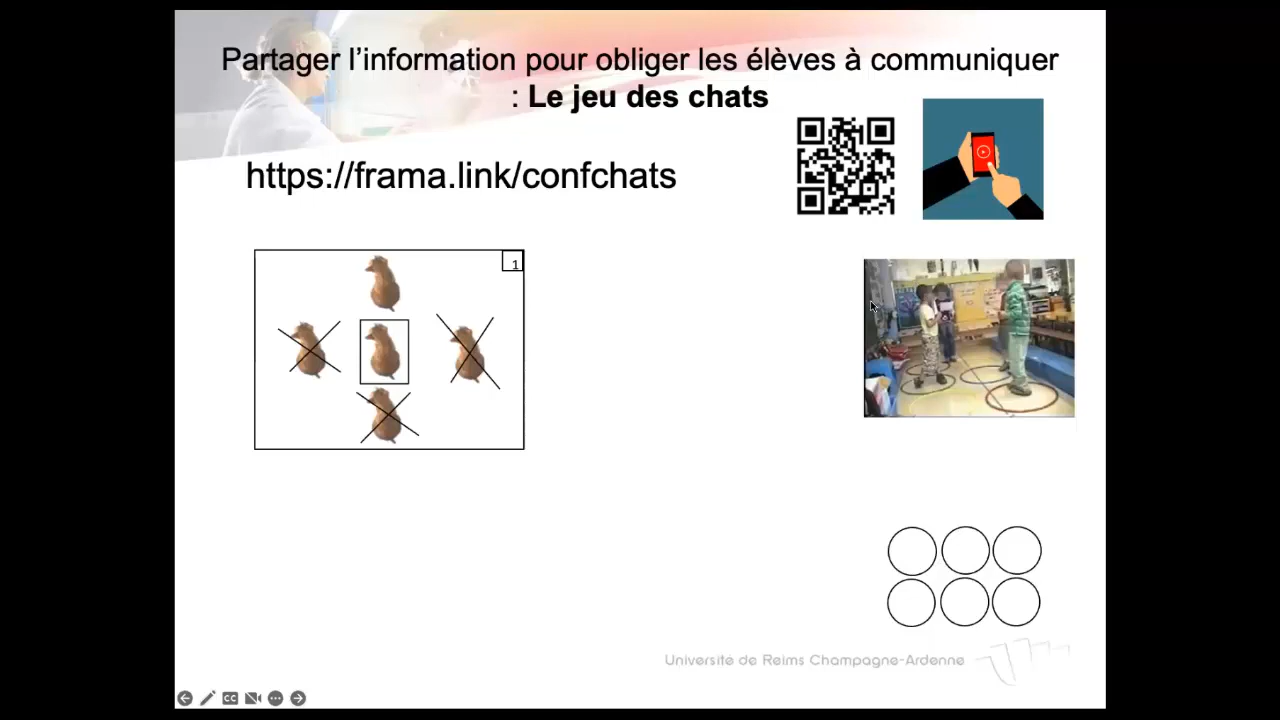 Partager l’information pour obliger les élèves à communiquer
: Le jeu des chats
https://frama.link/confchats
1
Université de Reims Champagne-Ardenne
CC